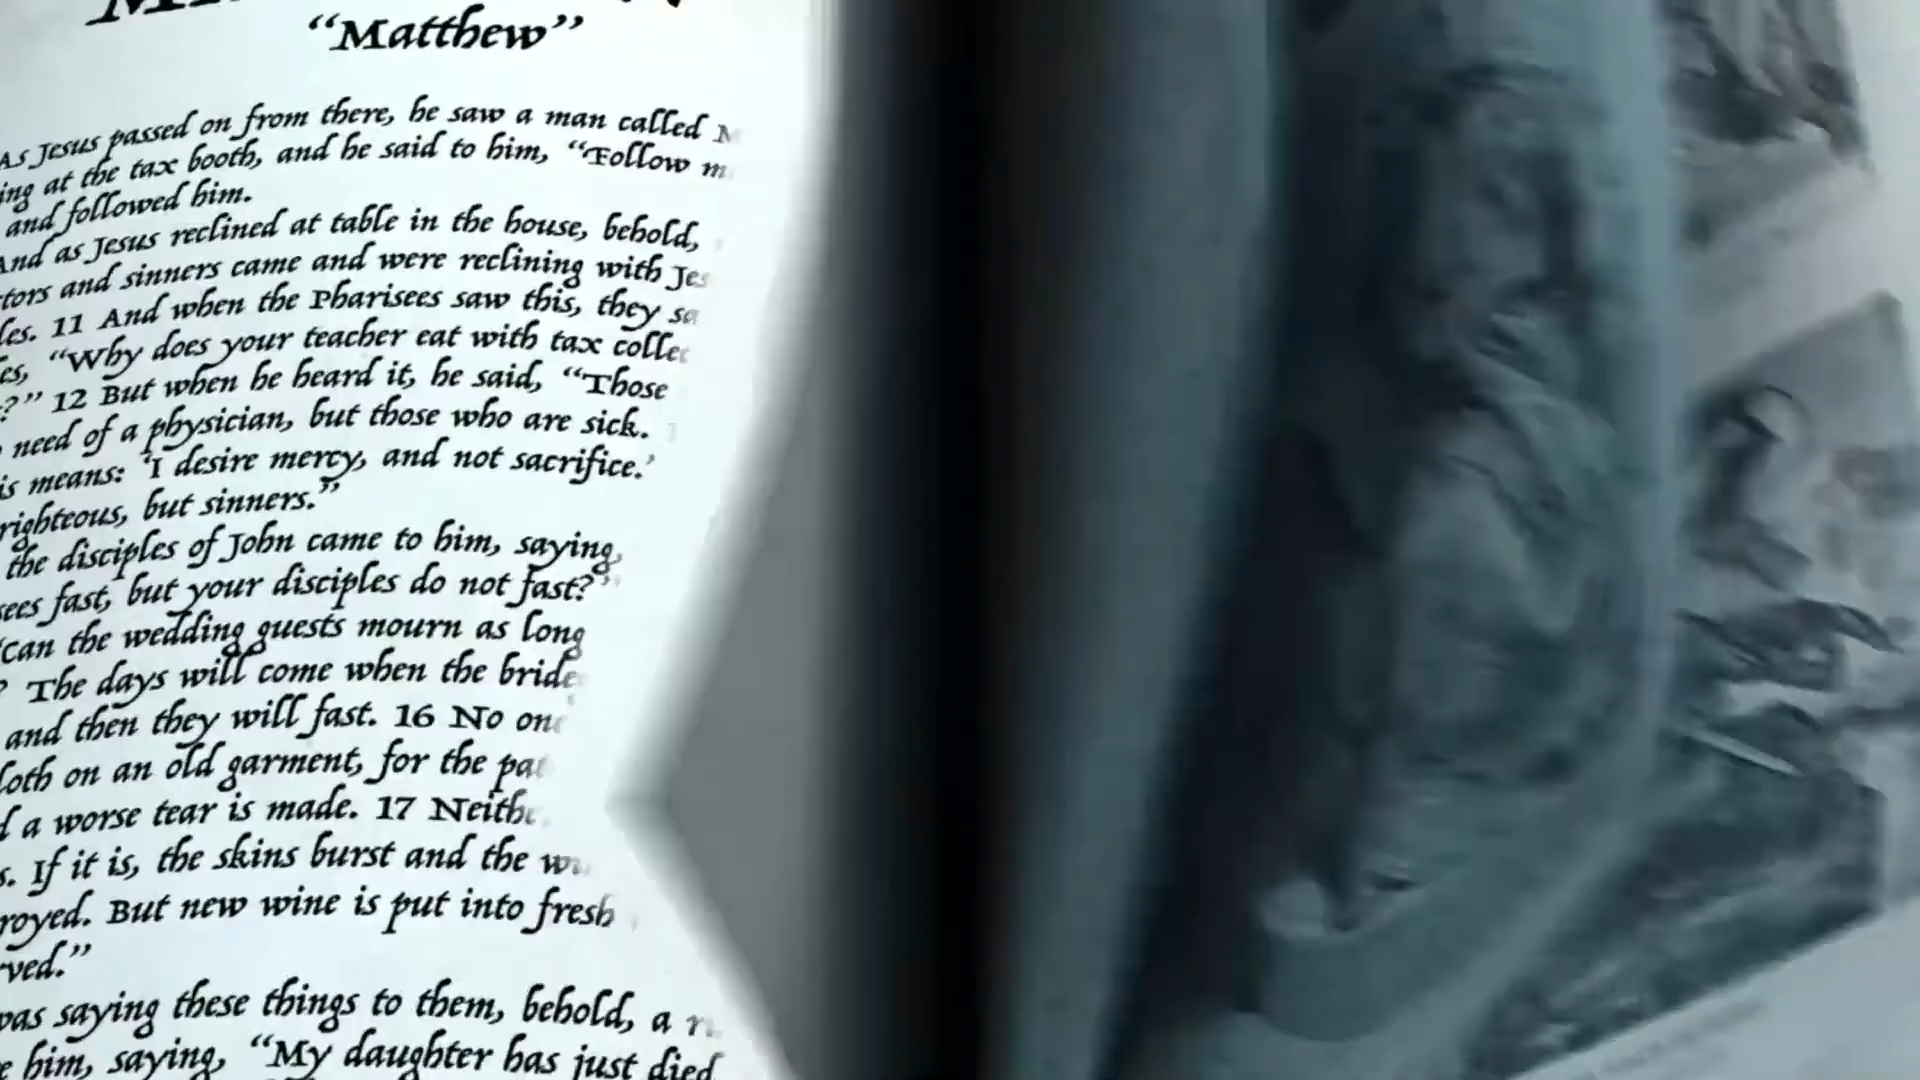 “Matthew”
As Jesus passed on from there, he saw a man called
ing at the tax booth, and he said to him, “Follow
and followed him.
And as Jesus reclined at table in the house, behold,
tors and sinners came and were reclining with Jes
les. 11 And when the Pharisees saw this, they sa
es, “Why does your teacher eat with tax collec
?” 12 But when he heard it, he said, “Those
need of a physician, but those who are sick.
is means: ‘I desire mercy, and not sacrifice.’
righteous, but sinners.”
the disciples of John came to him, saying,
sees fast, but your disciples do not fast?”
“can the wedding guests mourn as long
? The days will come when the bride
and then they will fast. 16 No one
loth on an old garment, for the pat
d a worse tear is made. 17 Neithe
s. If it is, the skins burst and the
royed. But new wine is put into fresh
rved.”
was saying these things to them, behold, a
e him, saying, “My daughter has just died